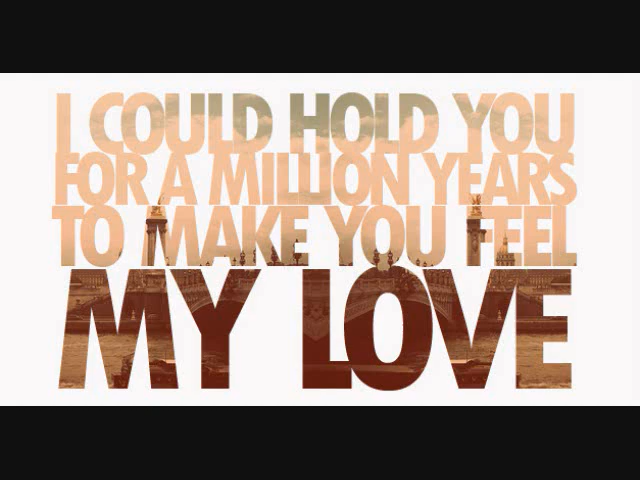 I COULD HOLD YOU
FOR A MILLION YEARS
TO MAKE YOU FEEL
MY LOVE